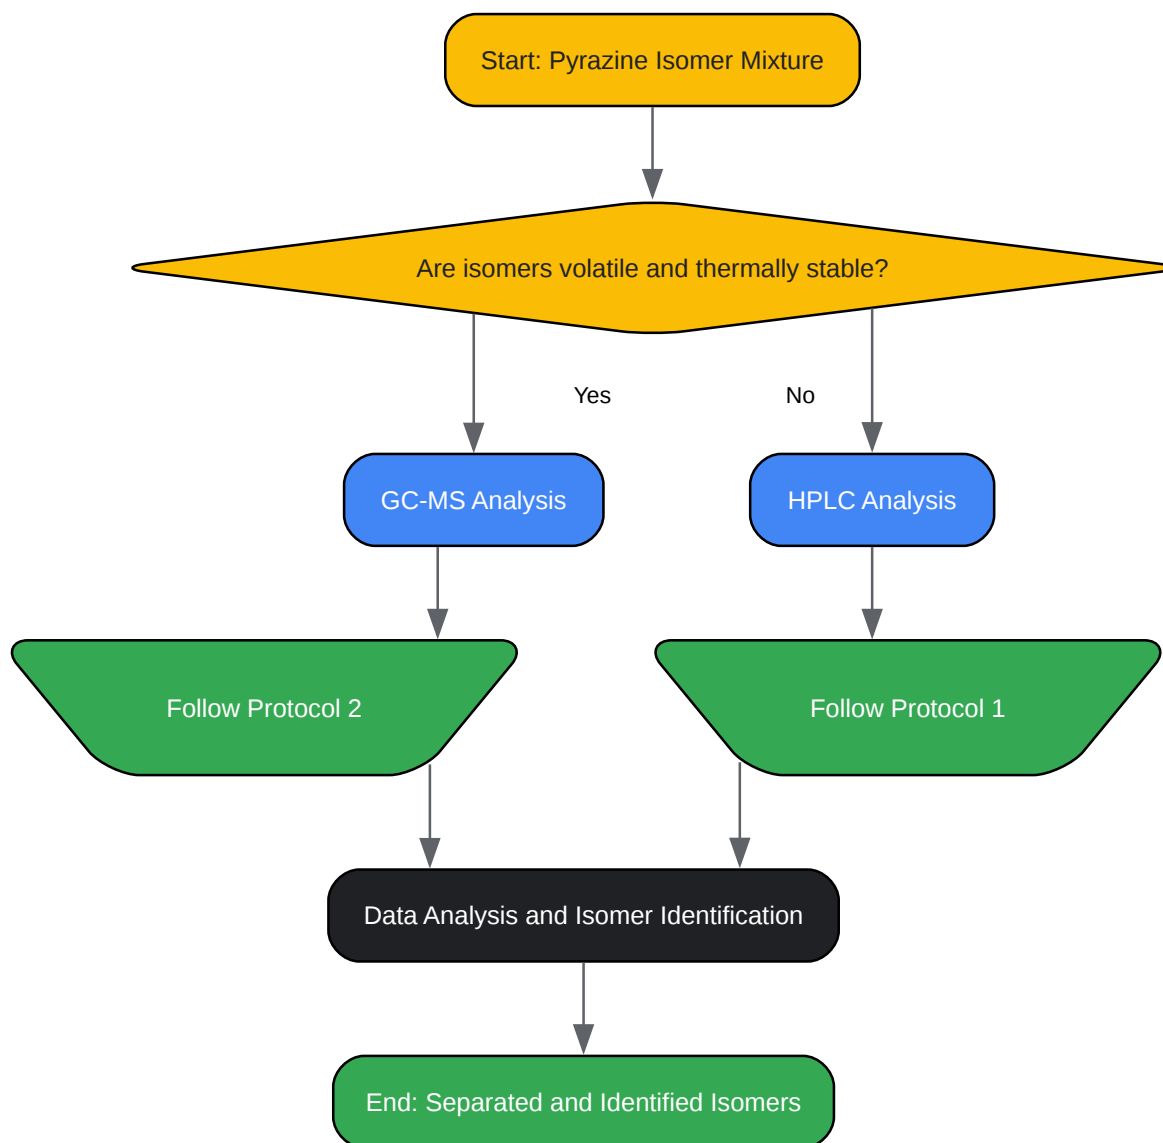 Start: Pyrazine Isomer Mixture
Are isomers volatile and thermally stable?
Yes
No
GC-MS Analysis
HPLC Analysis
Follow Protocol 2
Follow Protocol 1
Data Analysis and Isomer Identification
End: Separated and Identified Isomers